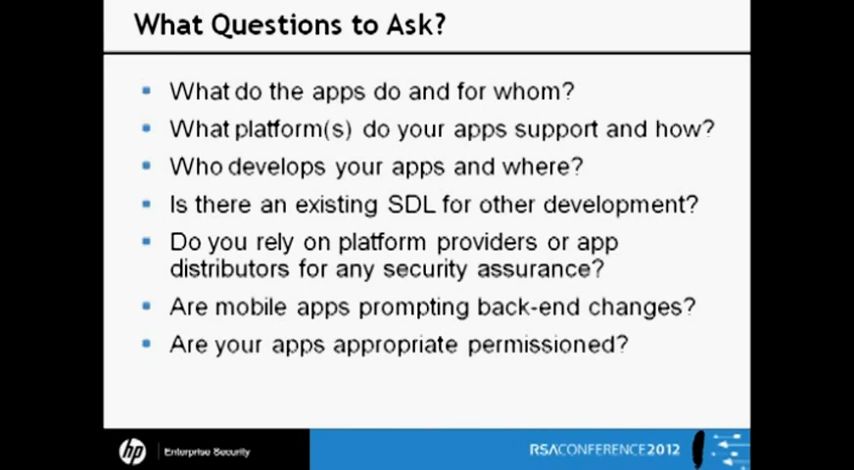 What Questions to Ask?
What do the apps do and for whom?
What platform(s) do your apps support and how?
Who develops your apps and where?
Is there an existing SDL for other development?
Do you rely on platform providers or app
distributors for any security assurance?
Are mobile apps prompting back-end changes?
Are your apps appropriate permissioned?
hp Enterprise Security
RSACONFERENCE2012